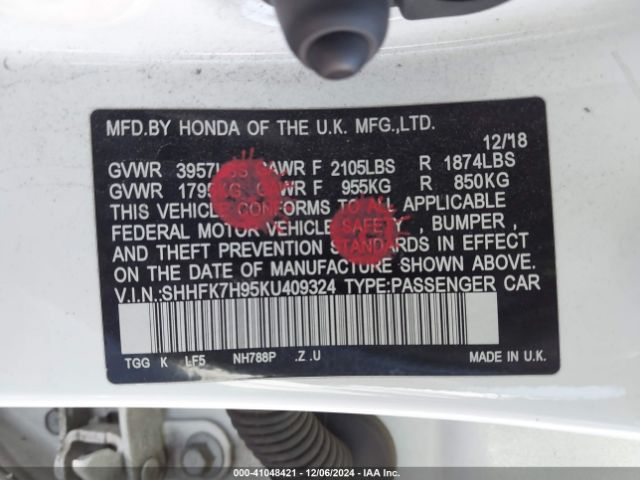 MFD.BY HONDA OF THE U.K. MFG.,LTD.
12/18
GVWR 3957LBS GAWR F 2105LBS R 1874LBS
GVWR 1795KG GAWR F 955KG R 850KG
THIS VEHICLE CONFORMS TO ALL APPLICABLE
FEDERAL MOTOR VEHICLE SAFETY , BUMPER ,
AND THEFT PREVENTION STANDARDS IN EFFECT
ON THE DATE OF MANUFACTURE SHOWN ABOVE.
V.I.N.:SHHFK7H95KU409324 TYPE:PASSENGER CAR
TGG K LF5 NH788P .Z .U MADE IN U.K.
000-41048421 - 12/06/2024 - IAA Inc.